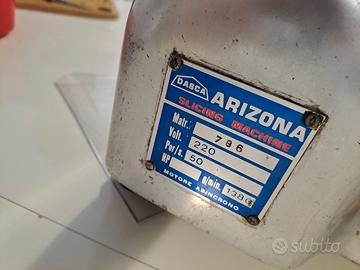 DASCA
ARIZONA
SLICING MACHINE
Matr. 796
Volt. 220
Per/s. 50
HP g/min. 1380
MOTORE ASINCRONO
subito